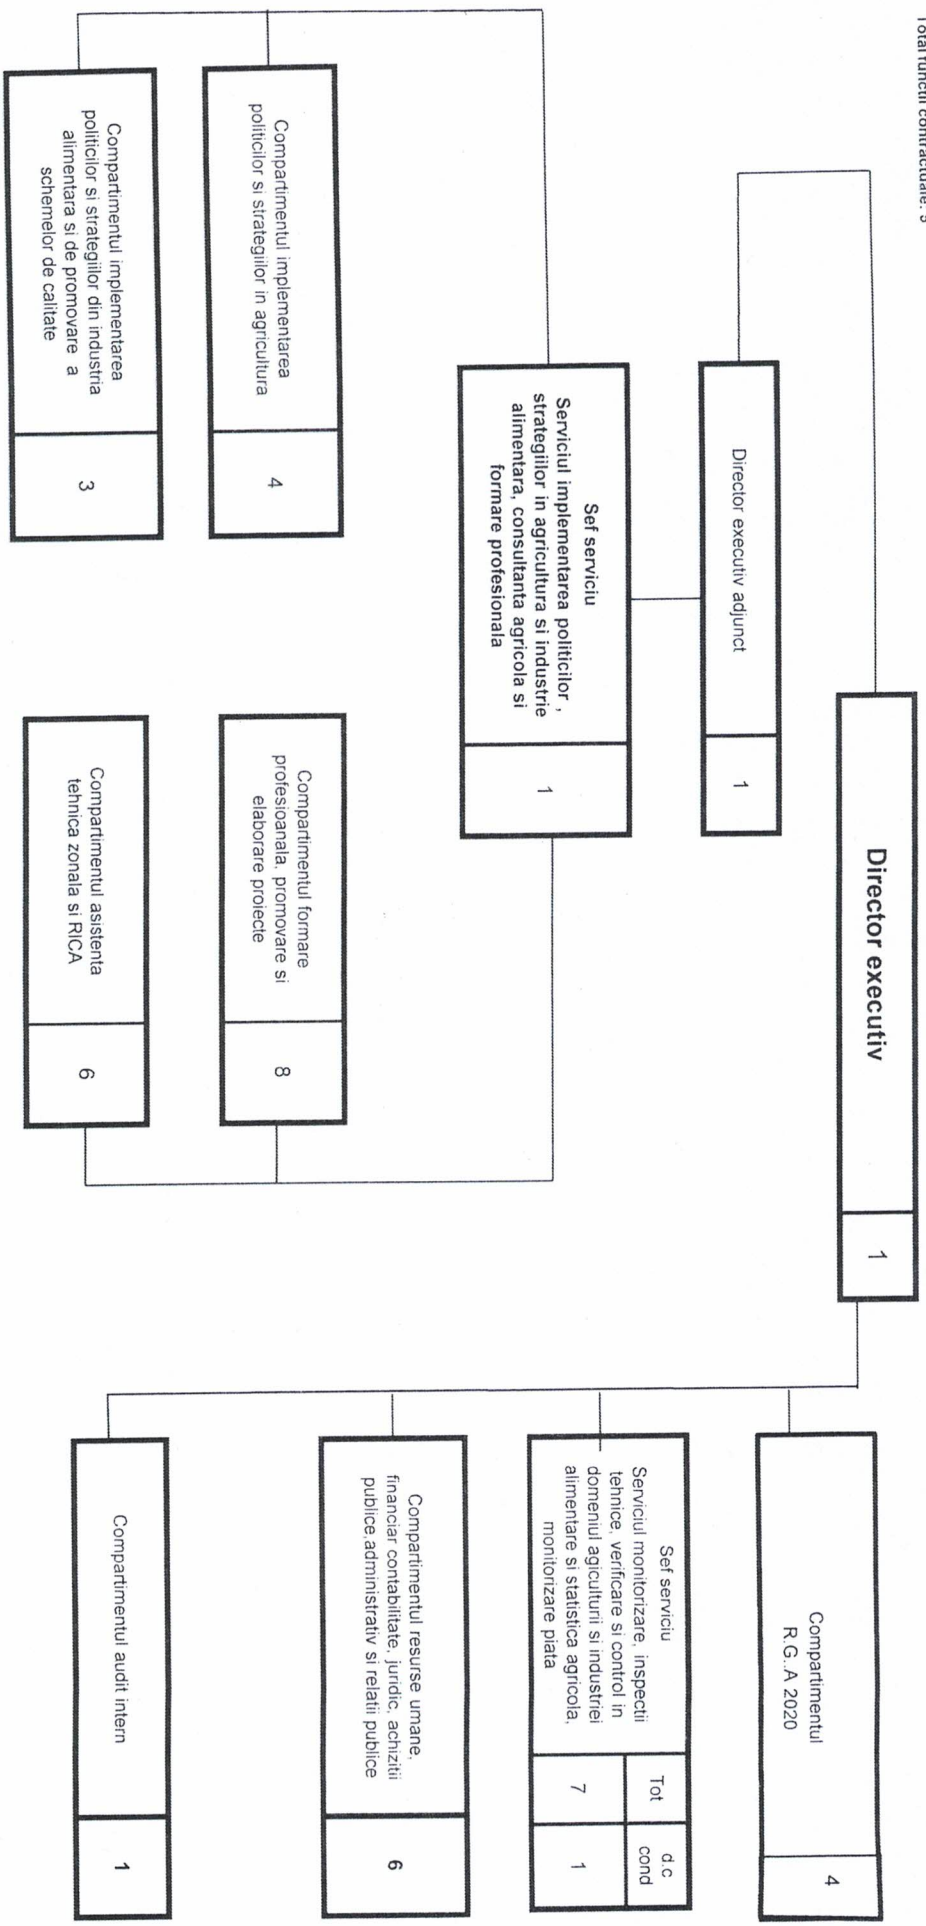 Total functii contractuale: 5
Director executiv
1
Director executiv adjunct
1
Sef serviciu
Serviciul implementarea politicilor ,
strategiilor in agricultura si industrie
alimentara, consultanta agricola si
formare profesionala
1
Compartimentul implementarea
politicilor si strategiilor in agricultura
4
Compartimentul implementarea
politicilor si strategiilor din industria
alimentara si de promovare a
schemelor de calitate
3
Compartimentul formare
profesioanala, promovare si
elaborare proiecte
8
Compartimentul asistenta
tehnica zonala si RICA
6
Compartimentul
R.G..A 2020
4
Sef serviciu
Serviciul monitorizare, inspectii
tehnice, verificare si control in
domeniul agriculturii si industriei
alimentare si statistica agricola,
monitorizare piata
Tot
d.c
cond
7
1
Compartimentul resurse umane,
financiar contabilitate, juridic, achizitii
publice,administrativ si relatii publice
6
Compartimentul audit intern
1